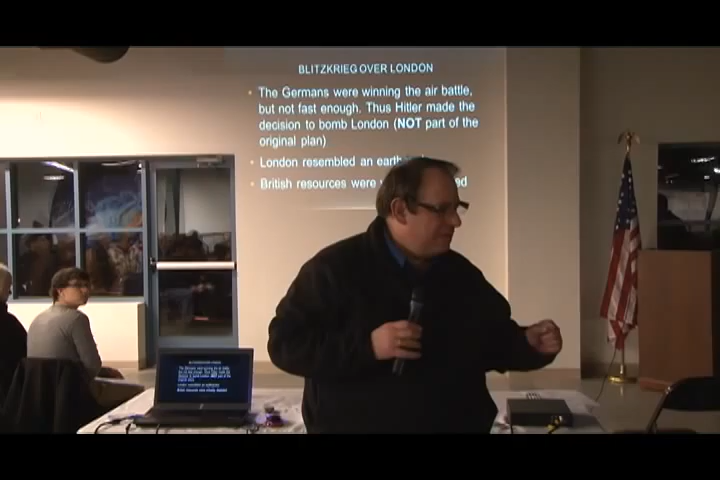 BLITZKRIEG OVER LONDON
• The Germans were winning the air battle,
but not fast enough. Thus Hitler made the
decision to bomb London (NOT part of the
original plan)
• London resembled an
• British resources were